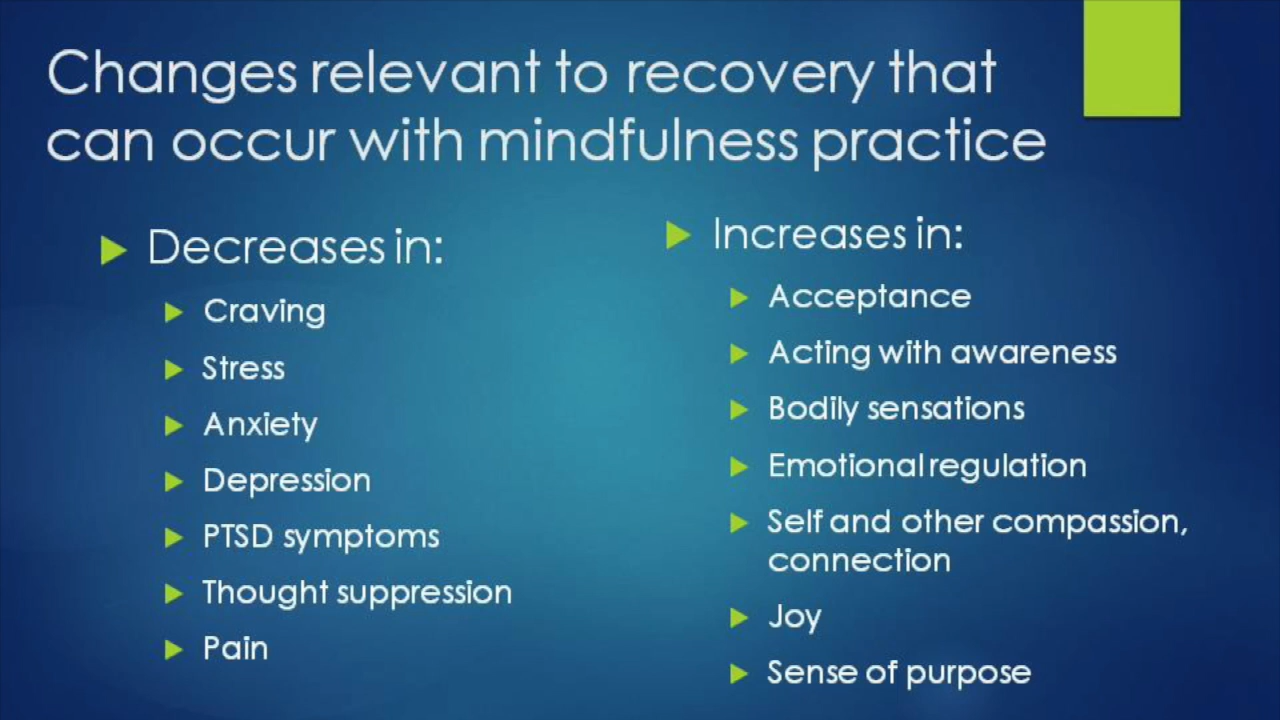 Changes relevant to recovery that
can occur with mindfulness practice
Decreases in:
Craving
Stress
Anxiety
Depression
PTSD symptoms
Thought suppression
Pain
Increases in:
Acceptance
Acting with awareness
Bodily sensations
Emotional regulation
Self and other compassion,
connection
Joy
Sense of purpose